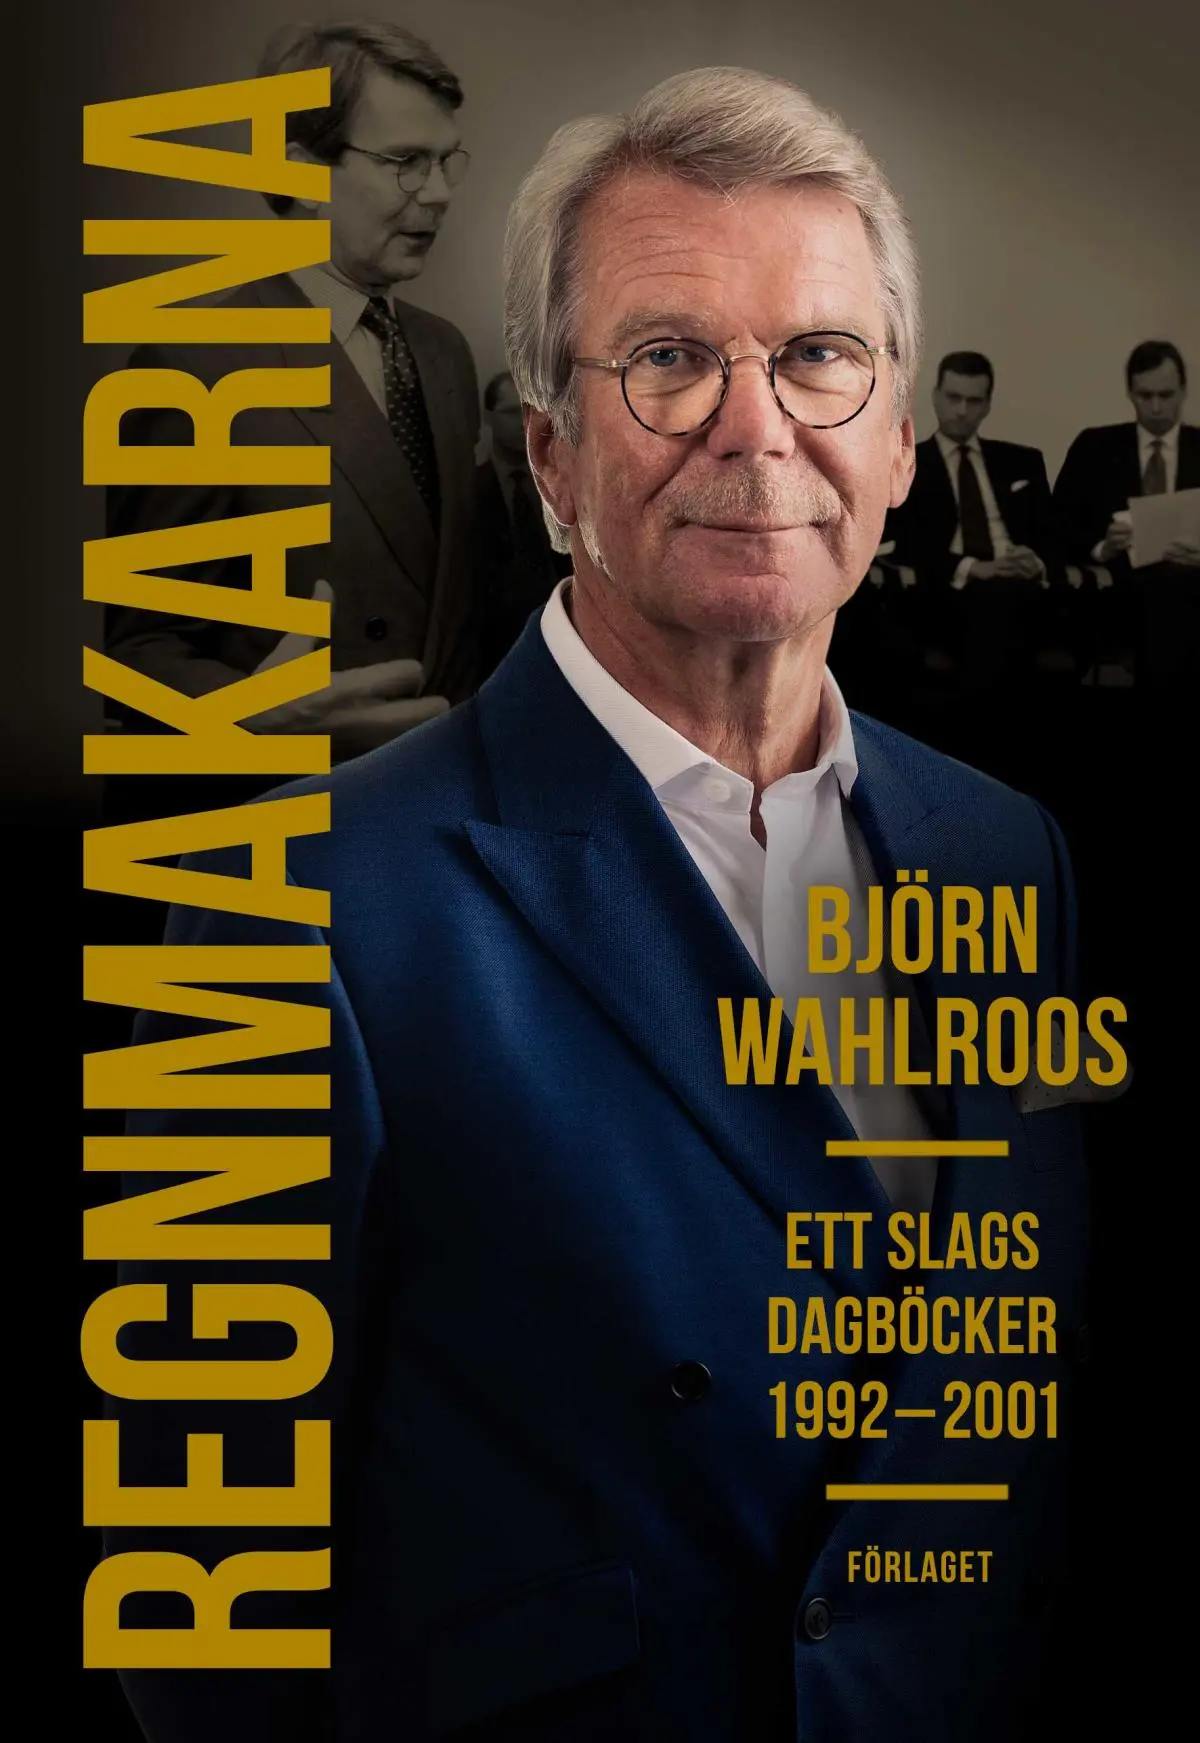 REGNMAKARNA
BJÖRN
WAHLROOS
ETT SLAGS
DAGBÖCKER
1992–2001
FÖRLAGET